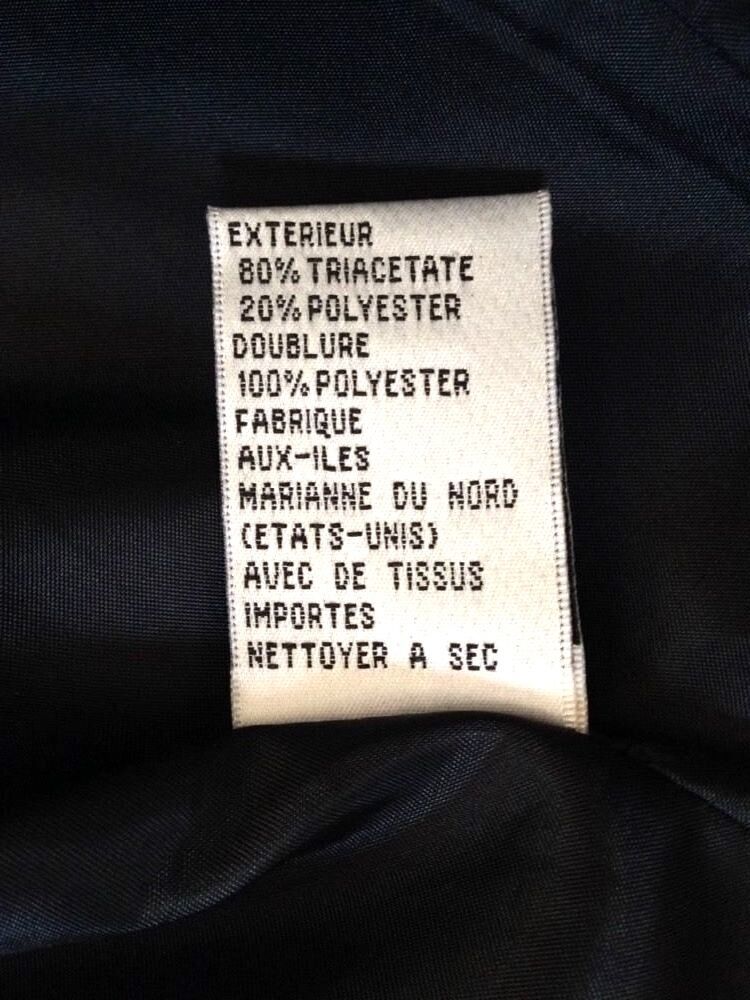 EXTERIEUR
80% TRIACETATE
20% POLYESTER
DOUBLURE
100% POLYESTER
FABRIQUE
AUX-ILES
MARIANNE DU NORD
(ETATS-UNIS)
AVEC DE TISSUS
IMPORTES
NETTOYER A SEC